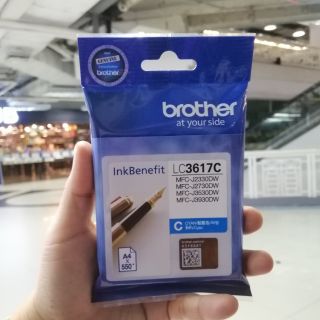 brother
at your side
InkBenefit
LC3617C
MFC-J2330DW
MFC-J2730DW
MFC-J3530DW
MFC-J3930DW
C
A4
x
550